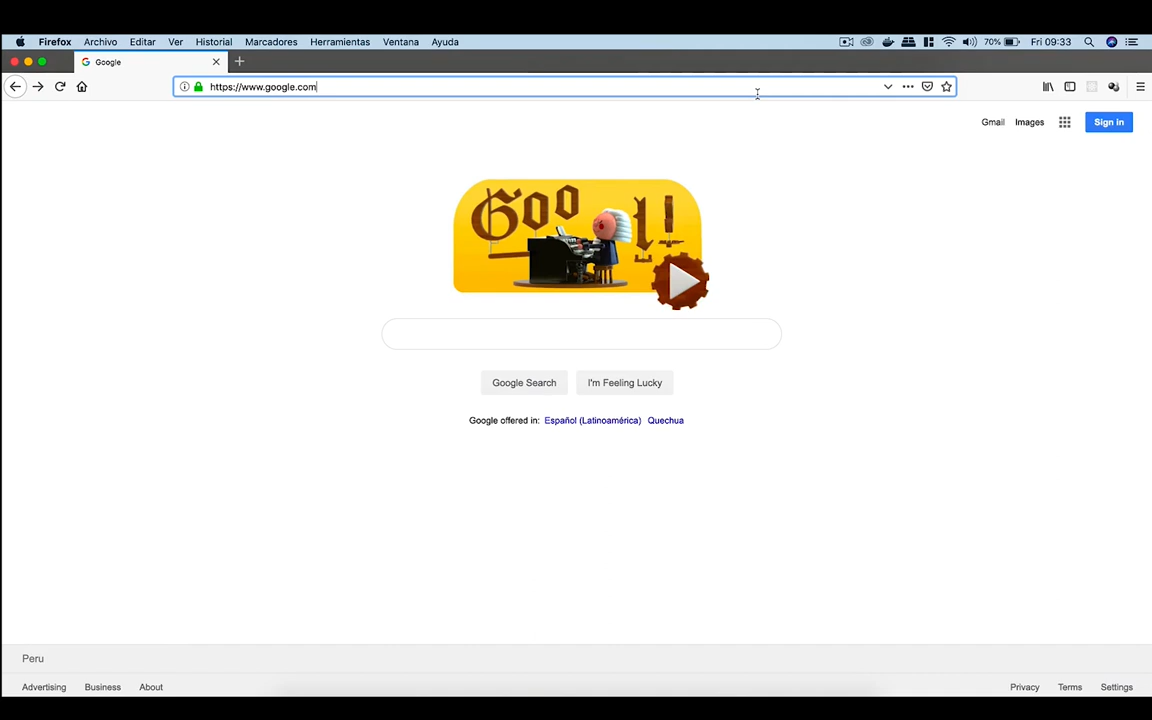 Firefox Archivo Editar Ver Historial Marcadores Herramientas Ventana Ayuda 70% Fri 09:33
Google
https://www.google.com
Gmail Images Sign in
Goo l!
Google Search I'm Feeling Lucky
Google offered in: Español (Latinoamérica) Quechua
Peru
Advertising Business About Privacy Terms Settings